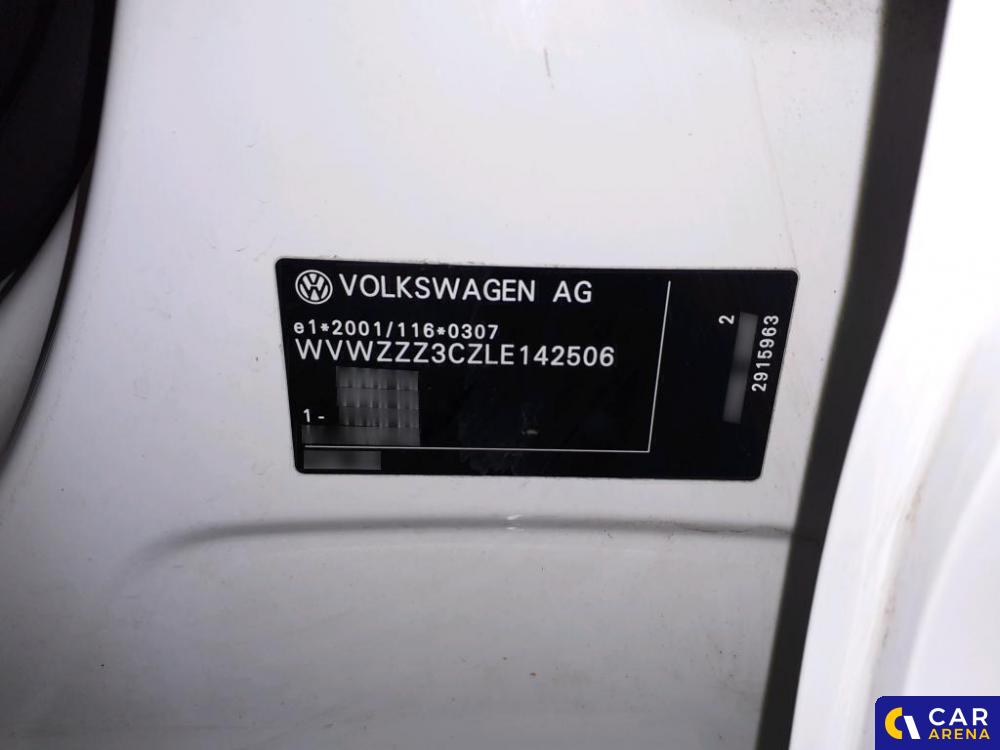 VOLKSWAGEN AG
e1*2001/116*0307
WVWZZZ3CZLE142506
1-
2
2915963
CAR
ARENA